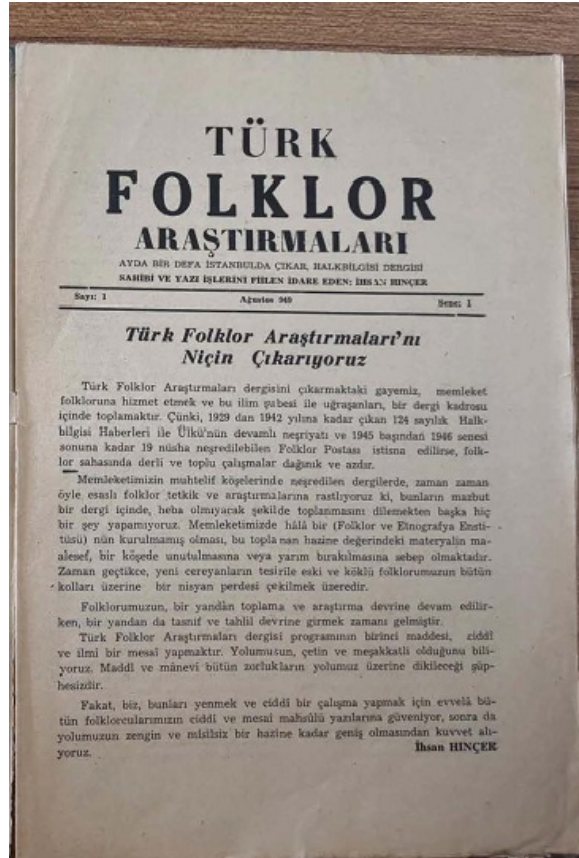 TÜRK
FOLKLOR
ARAŞTIRMALARI
AYDA BİR DEFA İSTANBULDA ÇIKAR, HALKBİLGİSİ DERGİSİ
SAHİBİ VE YAZI İŞLERİNİ FİİLEN İDARE EDEN: İHSAN HINÇER
Sayı: 1 Ağustos 949 Sene: 1
Türk Folklor Araştırmaları'nı
Niçin Çıkarıyoruz
Türk Folklor Araştırmaları dergisini çıkarmaktaki gayemiz, memleket
folkloruna hizmet etmek ve bu ilim şubesi ile uğraşanları, bir dergi kadrosu
içinde toplamaktır. Çünki, 1929 dan 1942 yılına kadar çıkan 124 sayılık Halk-
bilgisi Haberleri ile Ülkü'nün devamlı neşriyatı ve 1945 başından 1946 senesi
sonuna kadar 19 nüsha neşredilebilen Folklor Postası istisna edilirse, folk-
lor sahasında derli ve toplu çalışmalar dağınık ve azdır.
Memleketimizin muhtelif köşelerinde neşredilen dergilerde, zaman zaman
öyle esaslı folklor tetkik ve araştırmalarına rastlıyoruz ki, bunların mazbut
bir dergi içinde, heba olmıyacak şekilde toplanmasını dilemekten başka hiç
bir şey yapamıyoruz. Memleketimizde hâlâ bir (Folklor ve Etnografya Ensti-
tüsü) nün kurulmamış olması, bu toplanan hazine değerindeki materyalin ma-
alesef, bir köşede unutulmasına veya yarım bırakılmasına sebep olmaktadır.
Zaman geçtikçe, yeni cereyanların tesirile eski ve köklü folklorumuzun bütün
kolları üzerine bir nisyan perdesi çekilmek üzeredir.
Folklorumuzun, bir yandan toplama ve araştırma devrine devam edilir-
ken, bir yandan da tasnif ve tahlil devrine girmek zamanı gelmiştir.
Türk Folklor Araştırmaları dergisi programının birinci maddesi, ciddî
ve ilmi bir mesai yapmaktır. Yolumuzun, çetin ve meşakkatli olduğunu bili-
yoruz. Maddî ve mânevi bütün zorlukların yolumuz üzerine dikileceği şüp-
hesizdir.
Fakat, biz, bunları yenmek ve ciddî bir çalışma yapmak için evvelâ bü-
tün folklorcularımızın ciddî ve mesai mahsûlü yazılarına güveniyor, sonra da
yolumuzun zengin ve misilsiz bir hazine kadar geniş olmasından kuvvet alı-
yoruz. İhsan HINÇER